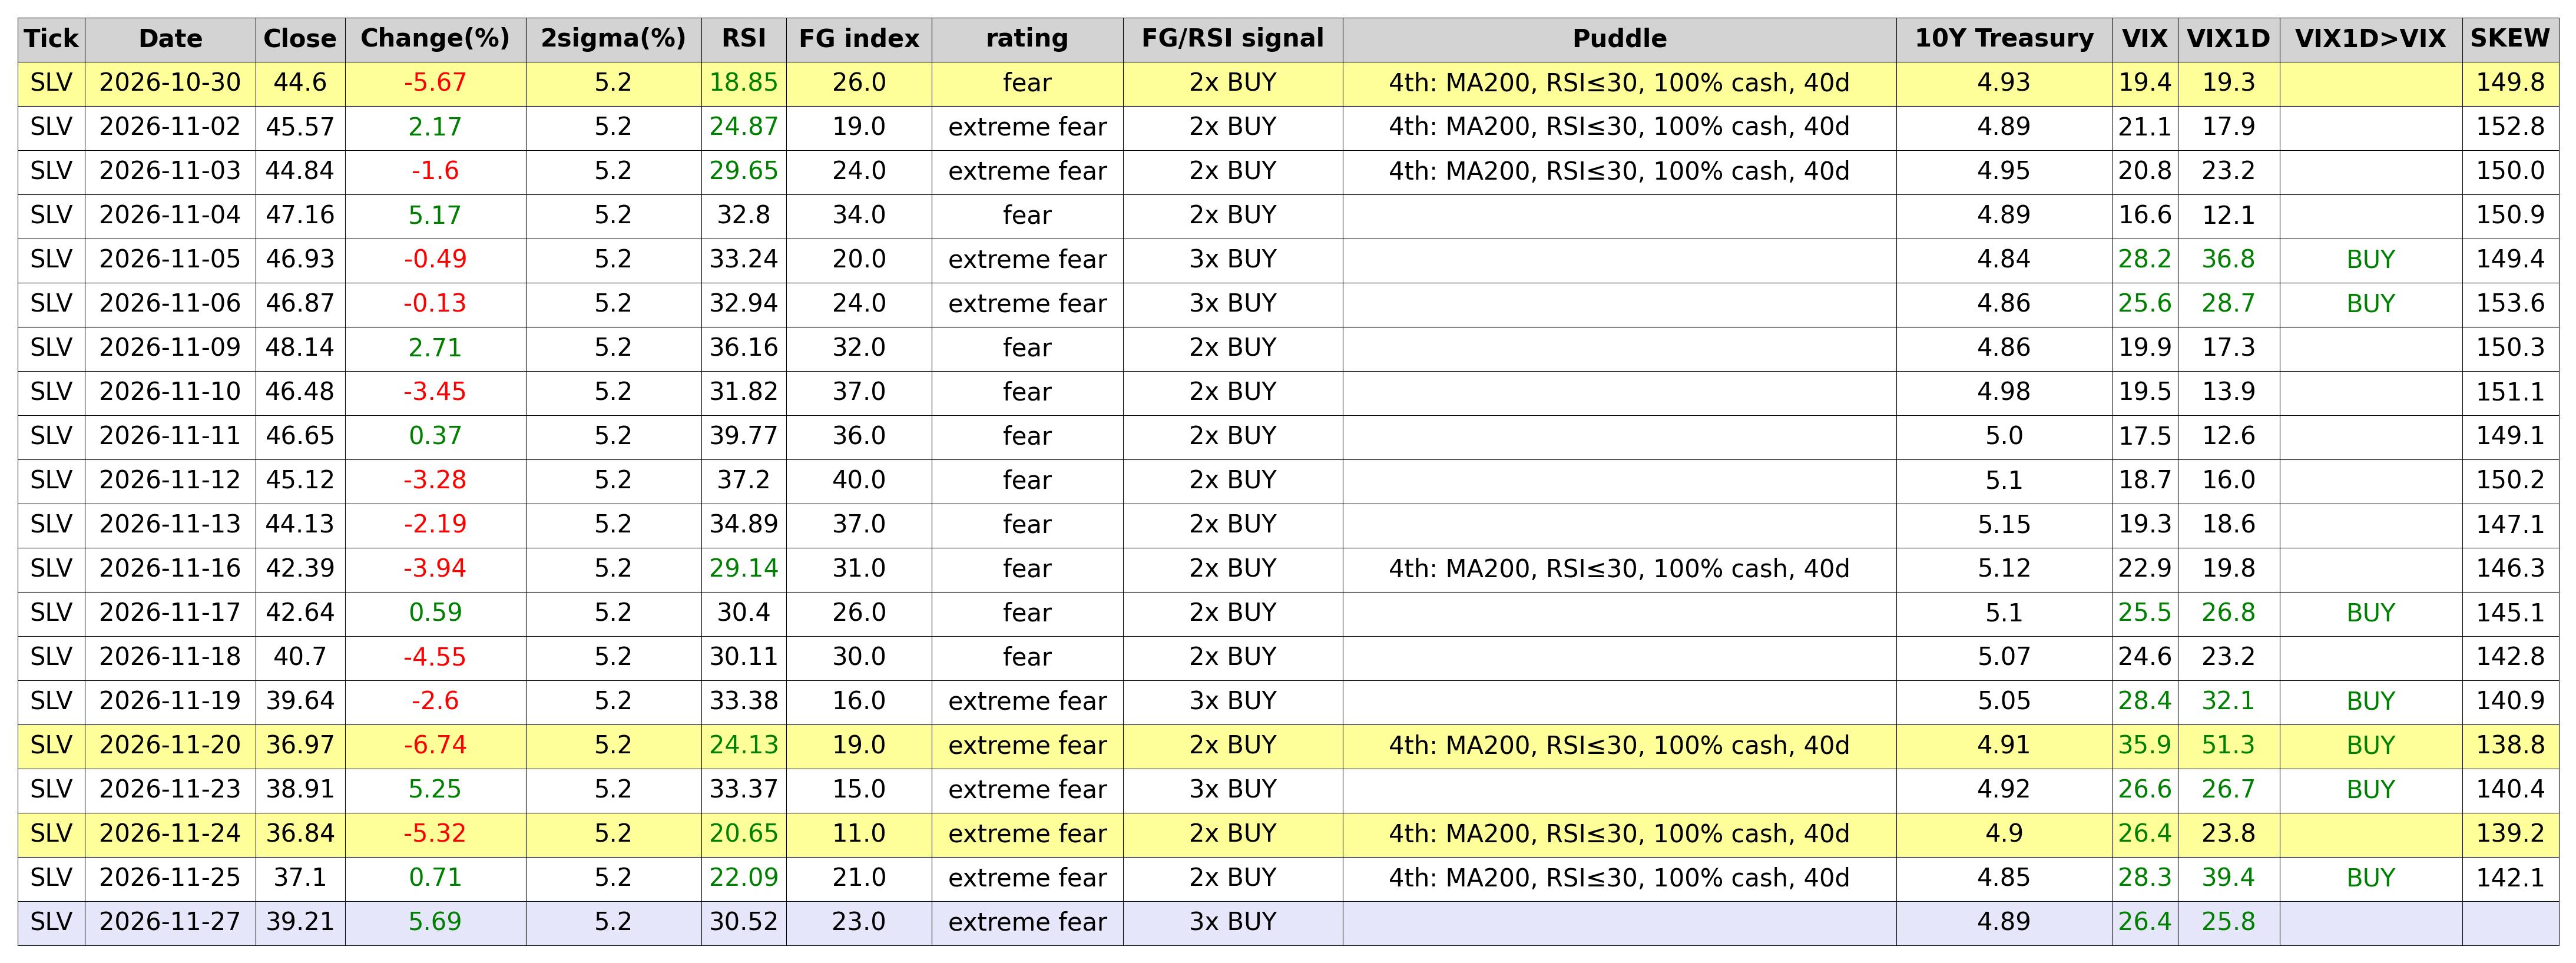 Tick Date Close Change(%) 2sigma(%) RSI FG index rating FG/RSI signal Puddle 10Y Treasury VIX VIX1D VIX1D>VIX SKEW
SLV 2026-10-30 44.6 -5.67 5.2 18.85 26.0 fear 2x BUY 4th: MA200, RSI≤30, 100% cash, 40d 4.93 19.4 19.3 149.8
SLV 2026-11-02 45.57 2.17 5.2 24.87 19.0 extreme fear 2x BUY 4th: MA200, RSI≤30, 100% cash, 40d 4.89 21.1 17.9 152.8
SLV 2026-11-03 44.84 -1.6 5.2 29.65 24.0 extreme fear 2x BUY 4th: MA200, RSI≤30, 100% cash, 40d 4.95 20.8 23.2 150.0
SLV 2026-11-04 47.16 5.17 5.2 32.8 34.0 fear 2x BUY 4.89 16.6 12.1 150.9
SLV 2026-11-05 46.93 -0.49 5.2 33.24 20.0 extreme fear 3x BUY 4.84 28.2 36.8 BUY 149.4
SLV 2026-11-06 46.87 -0.13 5.2 32.94 24.0 extreme fear 3x BUY 4.86 25.6 28.7 BUY 153.6
SLV 2026-11-09 48.14 2.71 5.2 36.16 32.0 fear 2x BUY 4.86 19.9 17.3 150.3
SLV 2026-11-10 46.48 -3.45 5.2 31.82 37.0 fear 2x BUY 4.98 19.5 13.9 151.1
SLV 2026-11-11 46.65 0.37 5.2 39.77 36.0 fear 2x BUY 5.0 17.5 12.6 149.1
SLV 2026-11-12 45.12 -3.28 5.2 37.2 40.0 fear 2x BUY 5.1 18.7 16.0 150.2
SLV 2026-11-13 44.13 -2.19 5.2 34.89 37.0 fear 2x BUY 5.15 19.3 18.6 147.1
SLV 2026-11-16 42.39 -3.94 5.2 29.14 31.0 fear 2x BUY 4th: MA200, RSI≤30, 100% cash, 40d 5.12 22.9 19.8 146.3
SLV 2026-11-17 42.64 0.59 5.2 30.4 26.0 fear 2x BUY 5.1 25.5 26.8 BUY 145.1
SLV 2026-11-18 40.7 -4.55 5.2 30.11 30.0 fear 2x BUY 5.07 24.6 23.2 142.8
SLV 2026-11-19 39.64 -2.6 5.2 33.38 16.0 extreme fear 3x BUY 5.05 28.4 32.1 BUY 140.9
SLV 2026-11-20 36.97 -6.74 5.2 24.13 19.0 extreme fear 2x BUY 4th: MA200, RSI≤30, 100% cash, 40d 4.91 35.9 51.3 BUY 138.8
SLV 2026-11-23 38.91 5.25 5.2 33.37 15.0 extreme fear 3x BUY 4.92 26.6 26.7 BUY 140.4
SLV 2026-11-24 36.84 -5.32 5.2 20.65 11.0 extreme fear 2x BUY 4th: MA200, RSI≤30, 100% cash, 40d 4.9 26.4 23.8 139.2
SLV 2026-11-25 37.1 0.71 5.2 22.09 21.0 extreme fear 2x BUY 4th: MA200, RSI≤30, 100% cash, 40d 4.85 28.3 39.4 BUY 142.1
SLV 2026-11-27 39.21 5.69 5.2 30.52 23.0 extreme fear 3x BUY 4.89 26.4 25.8